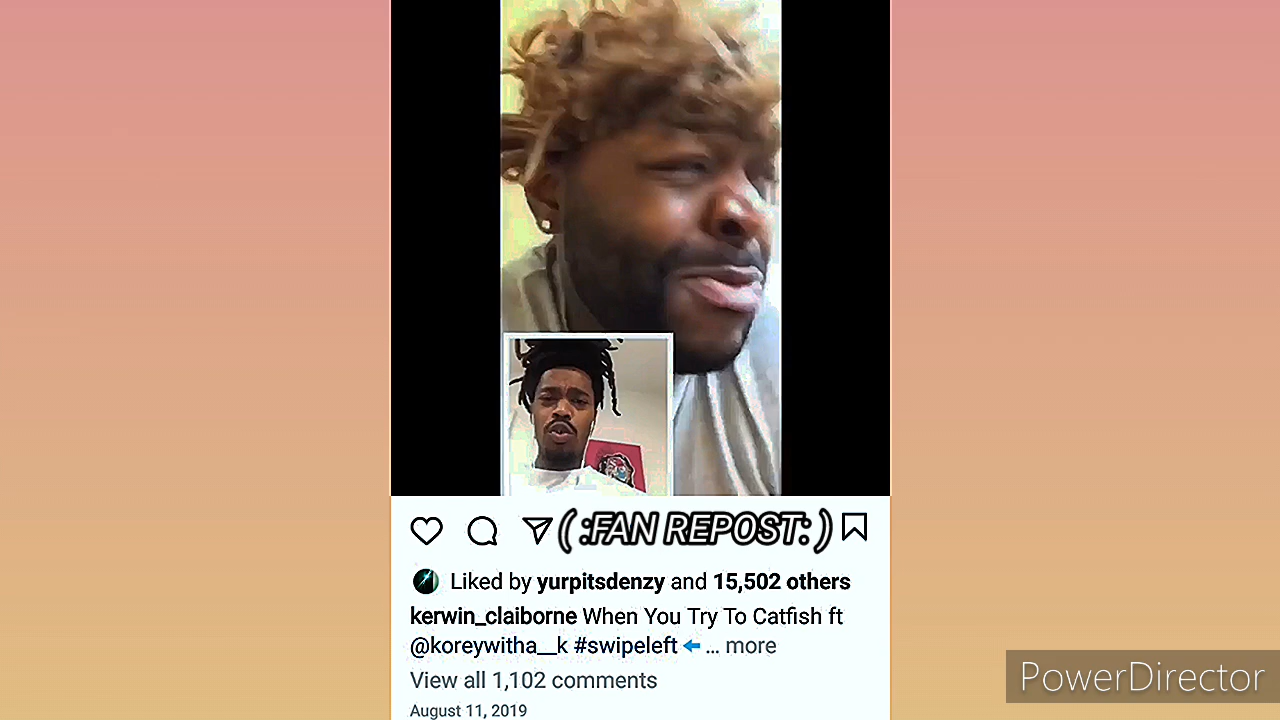 ( :FAN REPOST: )
Liked by yurpitsdenzy and 15,502 others
kerwin_claiborne When You Try To Catfish ft
@koreywitha__k #swipeleft ... more
View all 1,102 comments
August 11, 2019
PowerDirector